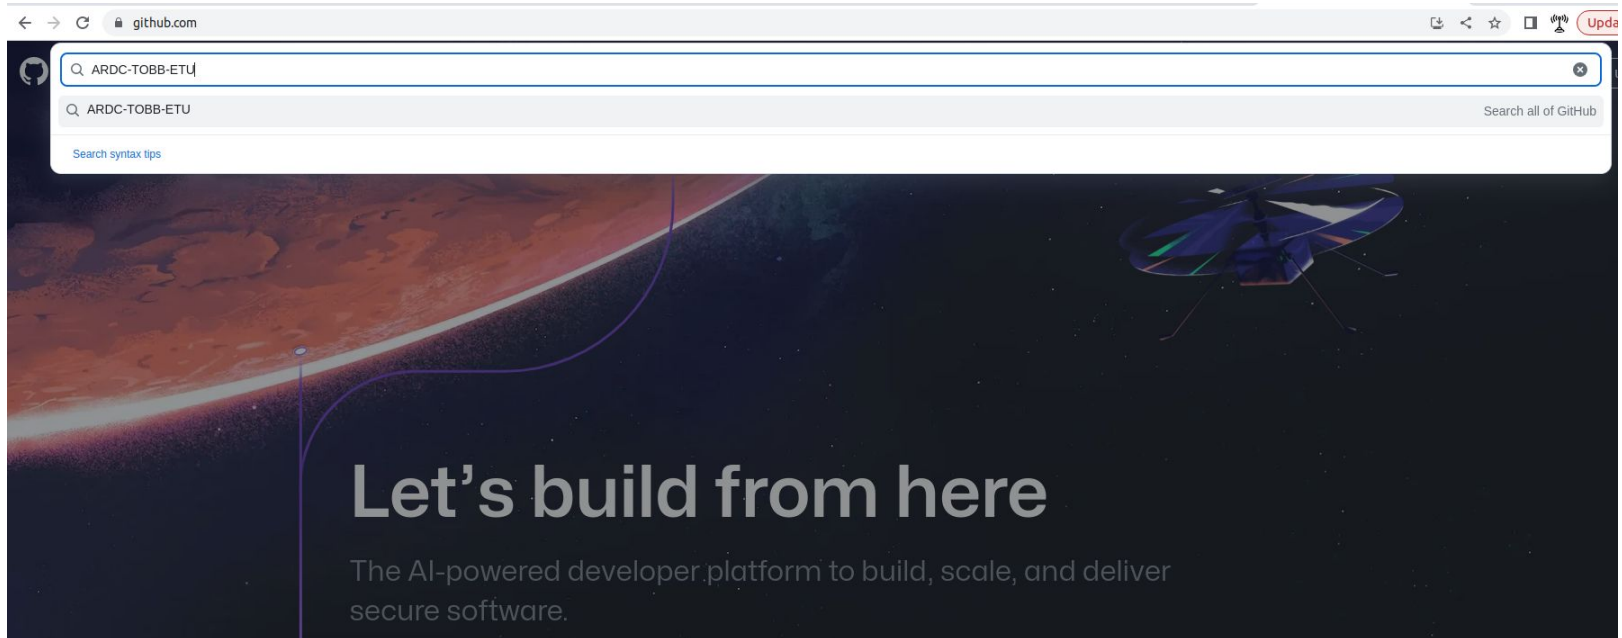 github.com
Upda
ARDC-TOBB-ETU
ARDC-TOBB-ETU Search all of GitHub
Search syntax tips
Let's build from here
The AI-powered developer platform to build, scale, and deliver
secure software.